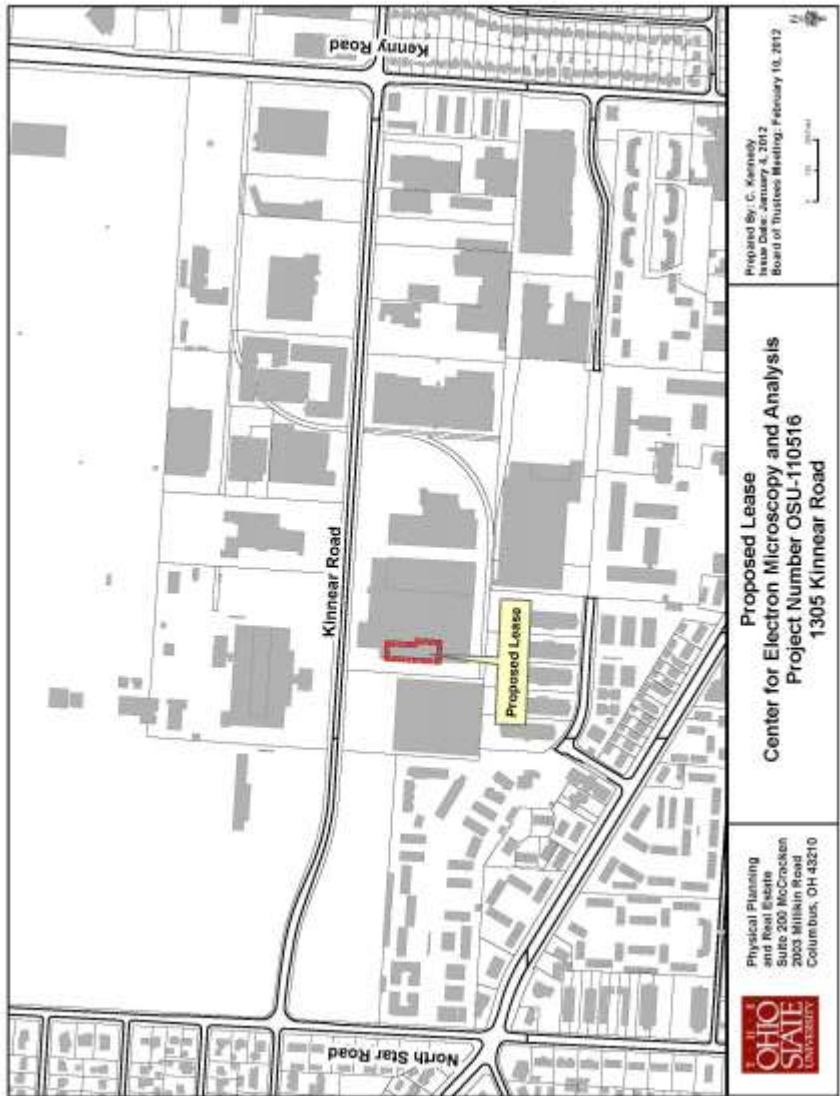 Kenny Road
Kinnear Road
Proposed Lease
North Star Road
T · H · E
OHIO
STATE
UNIVERSITY
Physical Planning
and Real Estate
Suite 200 McCracken
2003 Millikin Road
Columbus, OH 43210
Proposed Lease
Center for Electron Microscopy and Analysis
Project Number OSU-110516
1305 Kinnear Road
Prepared By: C. Kennedy
Issue Date: January 4, 2012
Board of Trustees Meeting: February 10, 2012